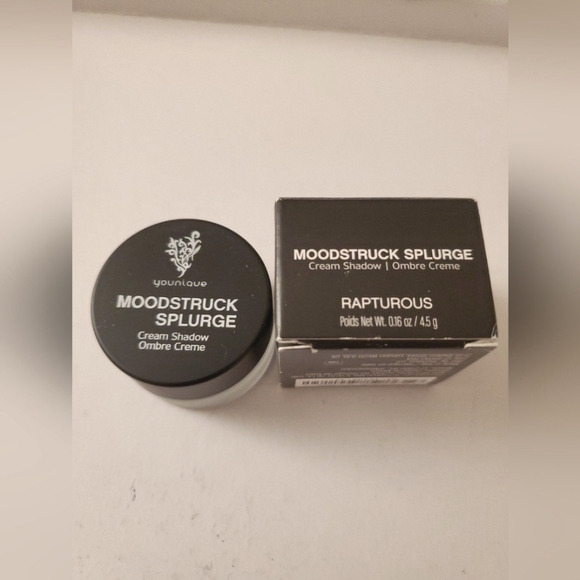 younique
MOODSTRUCK
SPLURGE
Cream Shadow
Ombre Creme
MOODSTRUCK SPLURGE
Cream Shadow | Ombre Creme
RAPTUROUS
Poids Net Wt. 0.16 oz / 4.5 g